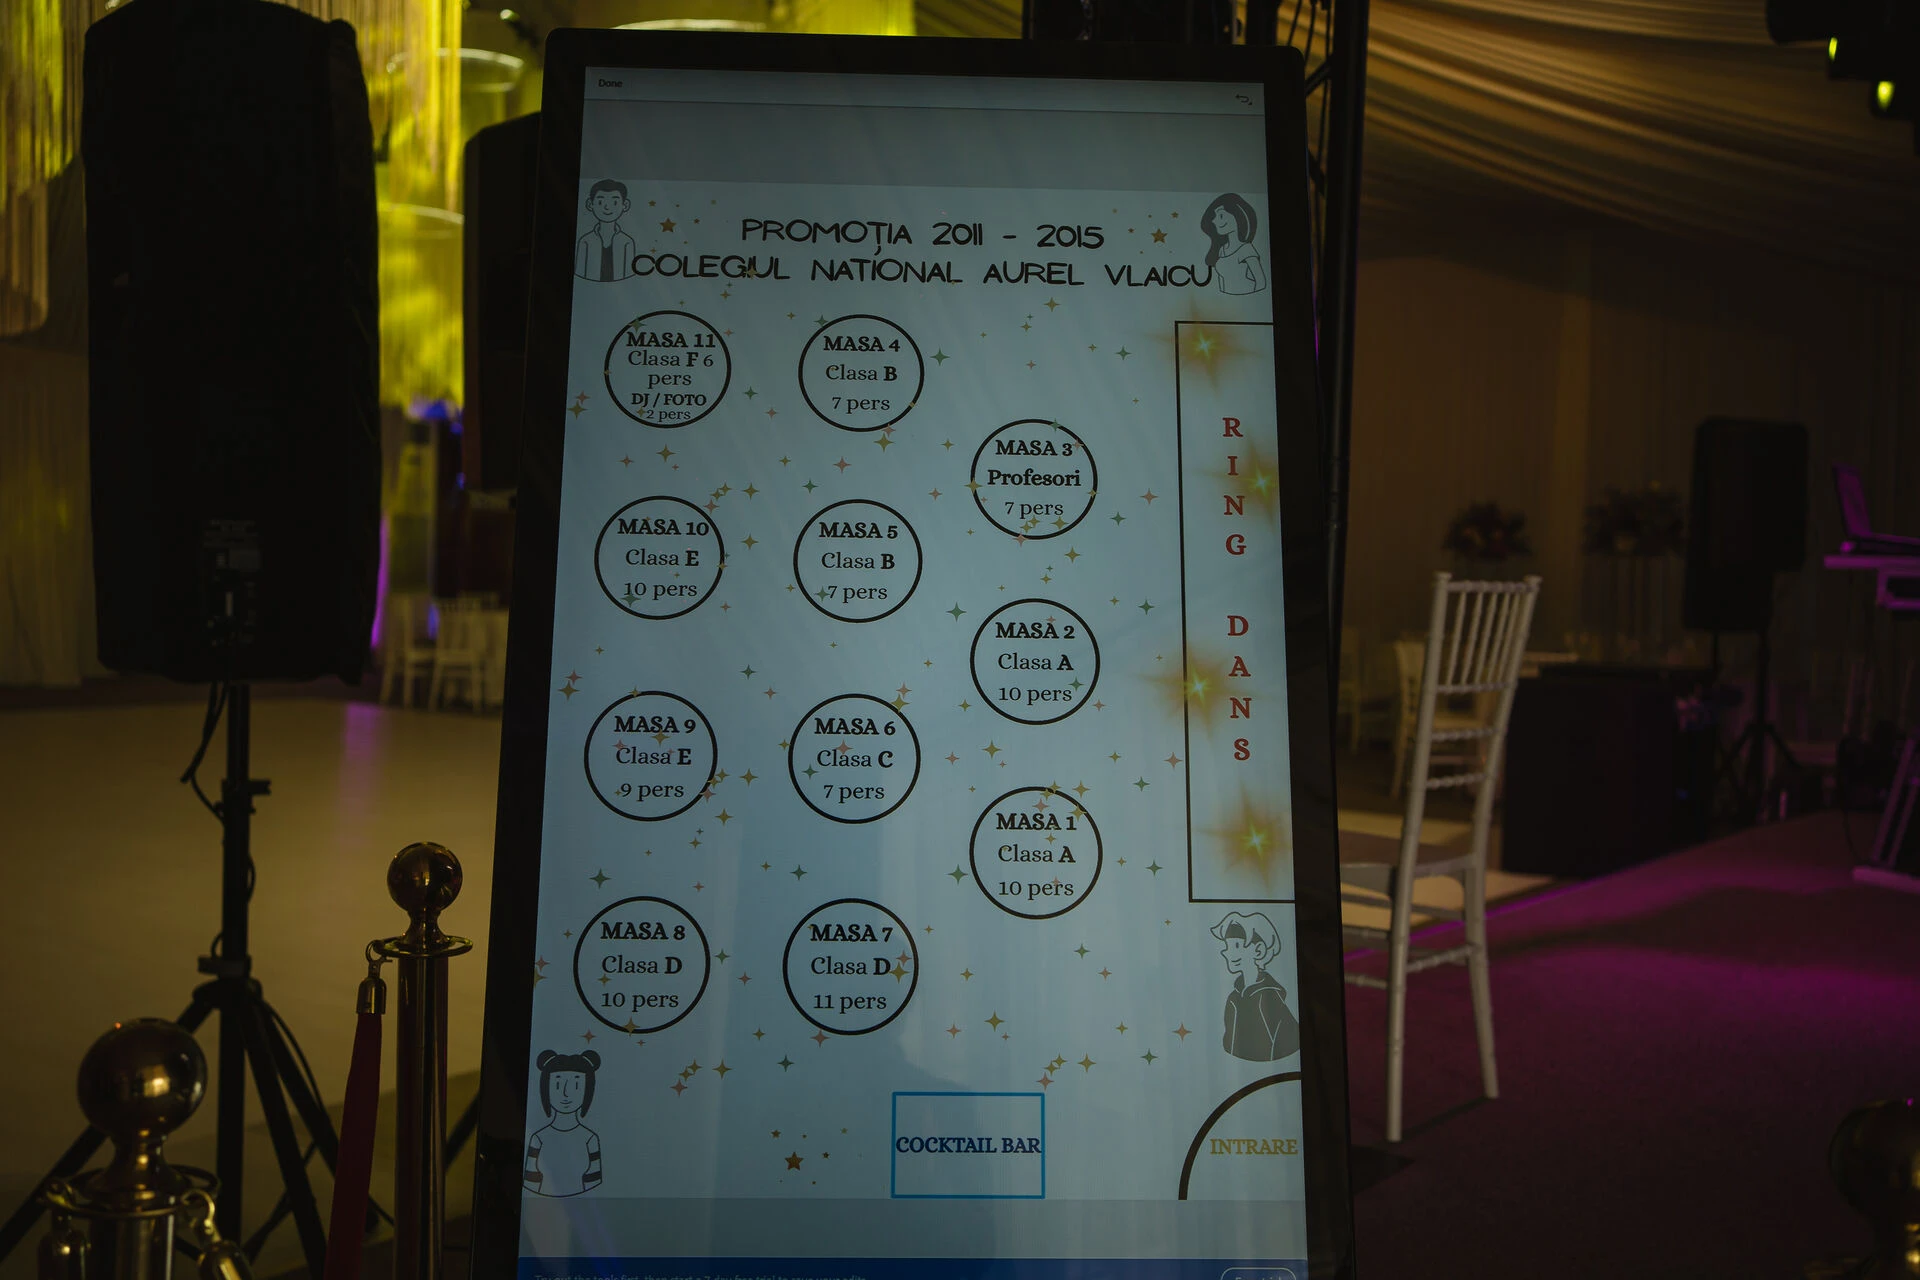 Done
PROMOȚIA 2011 - 2015
COLEGIUL NATIONAL AUREL VLAICU
MASA 11
Clasa F 6
pers
DJ / FOTO
2 pers
MASA 4
Clasa B
7 pers
MASA 3
Profesori
7 pers
MASA 10
Clasa E
10 pers
MASA 5
Clasa B
7 pers
MASA 2
Clasa A
10 pers
MASA 9
Clasa E
9 pers
MASA 6
Clasa C
7 pers
MASA 1
Clasa A
10 pers
MASA 8
Clasa D
10 pers
MASA 7
Clasa D
11 pers
RING DANS
COCKTAIL BAR
INTRARE